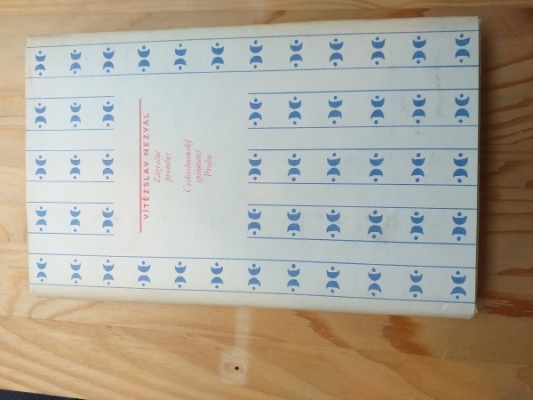 VÍTĚZSLAV NEZVAL
Zázračné
proměny
Československý
spisovatel
Praha